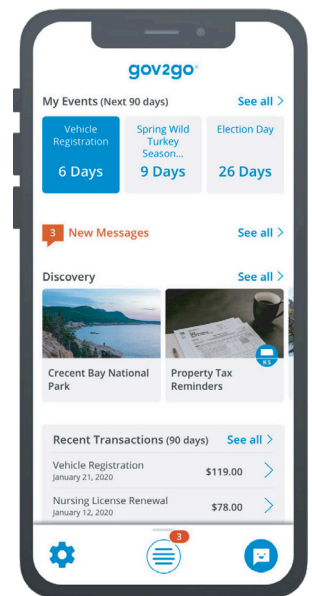 gov2go
My Events (Next 90 days)
See all >
Vehicle
Registration
6 Days
Spring Wild
Turkey
Season...
9 Days
Election Day
26 Days
3 New Messages
See all >
Discovery
See all >
Crecent Bay National
Park
KS
Property Tax
Reminders
Recent Transactions (90 days)
See all >
Vehicle Registration
January 21, 2020
$119.00
Nursing License Renewal
January 12, 2020
$78.00
3